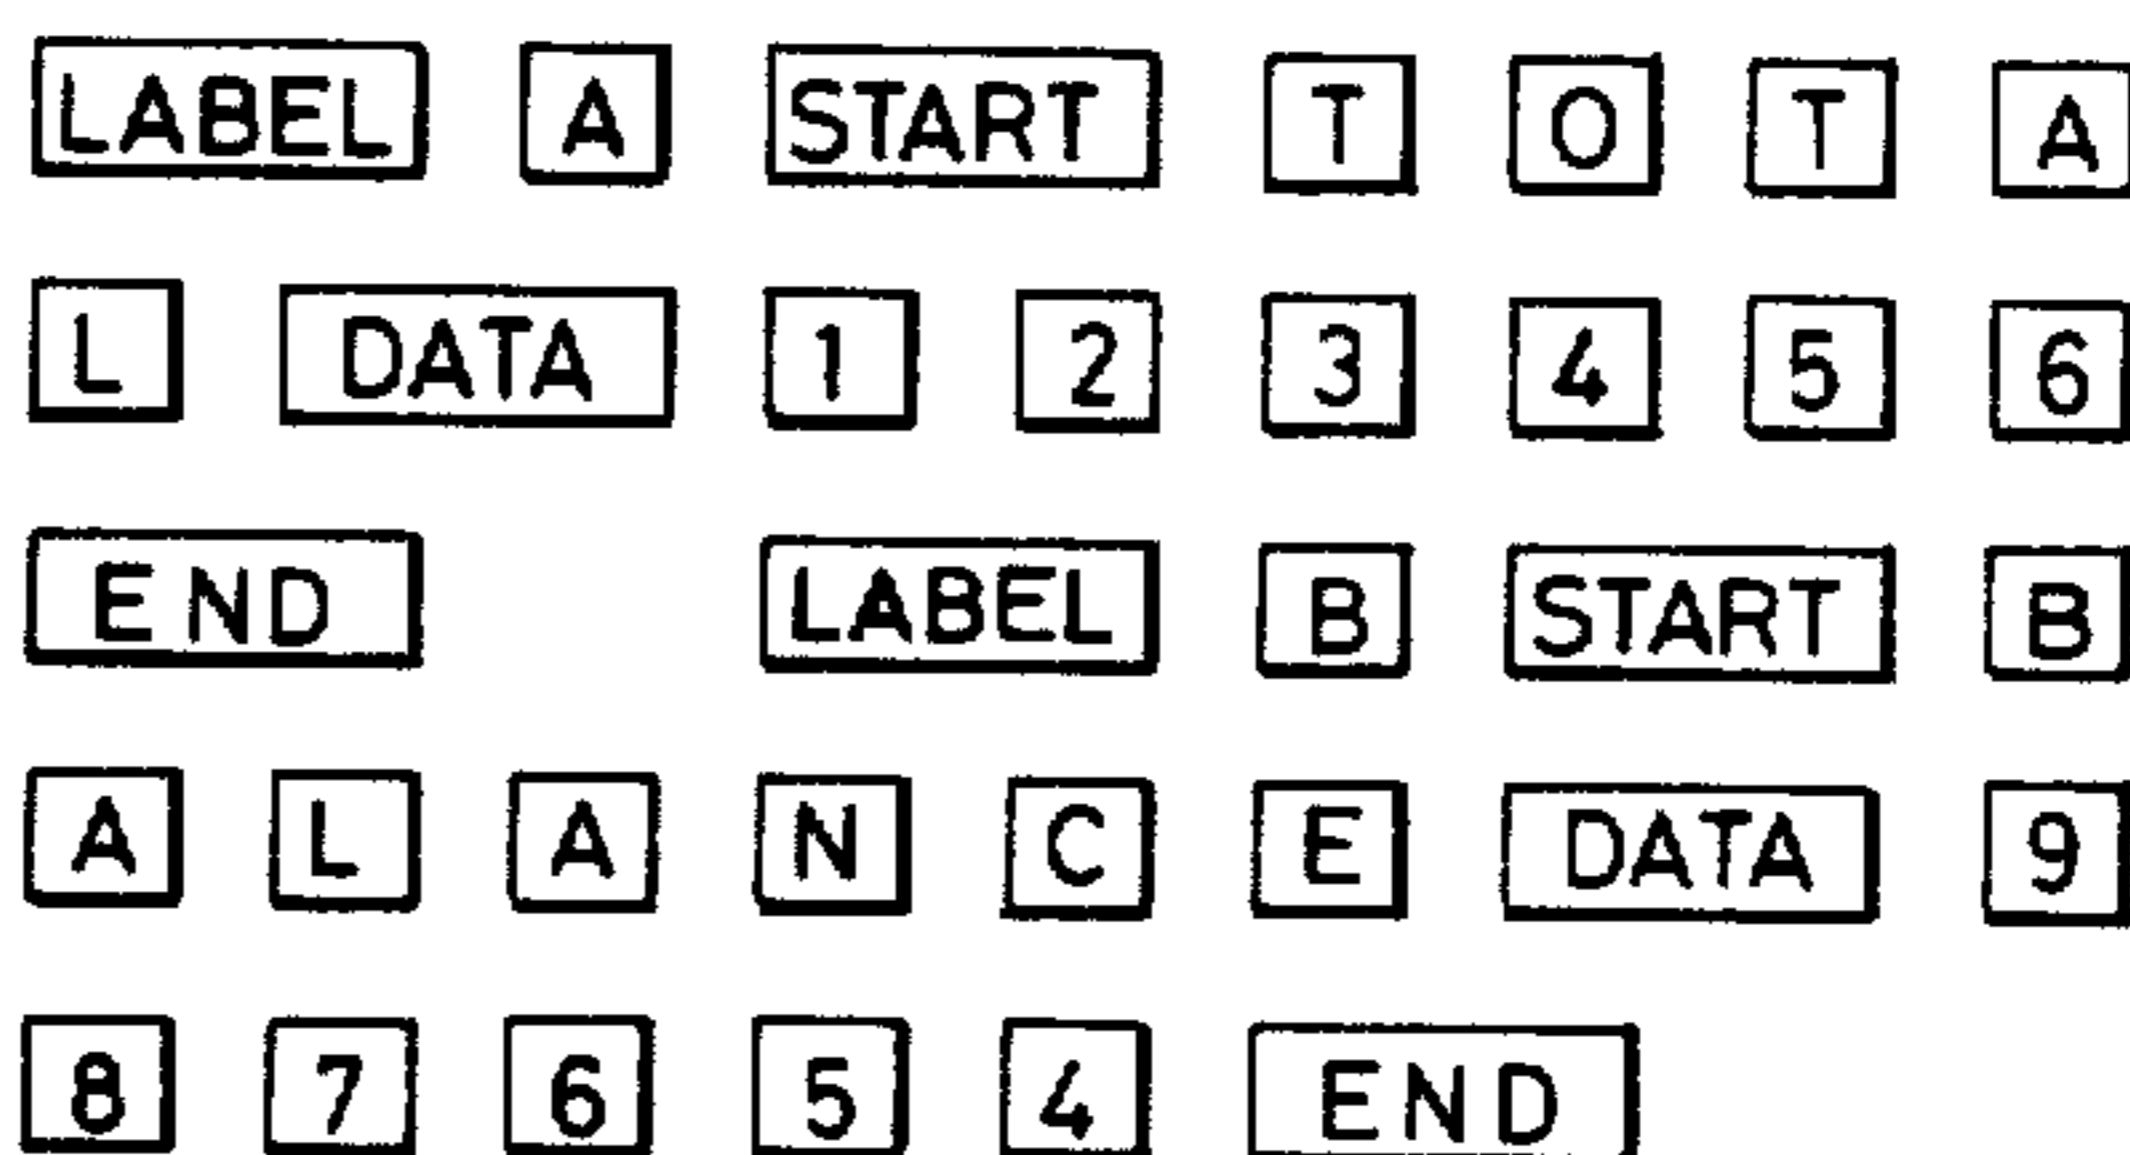 LABEL A START T O T A
L DATA 1 2 3 4 5 6
END LABEL B START B
A L A N C E DATA 9
8 7 6 5 4 END